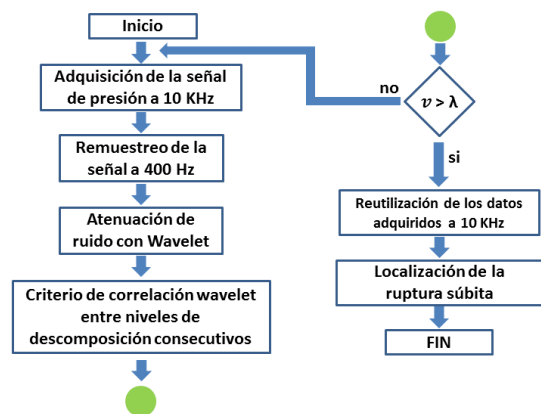 Inicio
Adquisición de la señal
de presión a 10 KHz
Remuestreo de la
señal a 400 Hz
Atenuación de
ruido con Wavelet
Criterio de correlación wavelet
entre niveles de
descomposición consecutivos
no
v > λ
si
Reutilización de los datos
adquiridos a 10 KHz
Localización de la
ruptura súbita
FIN